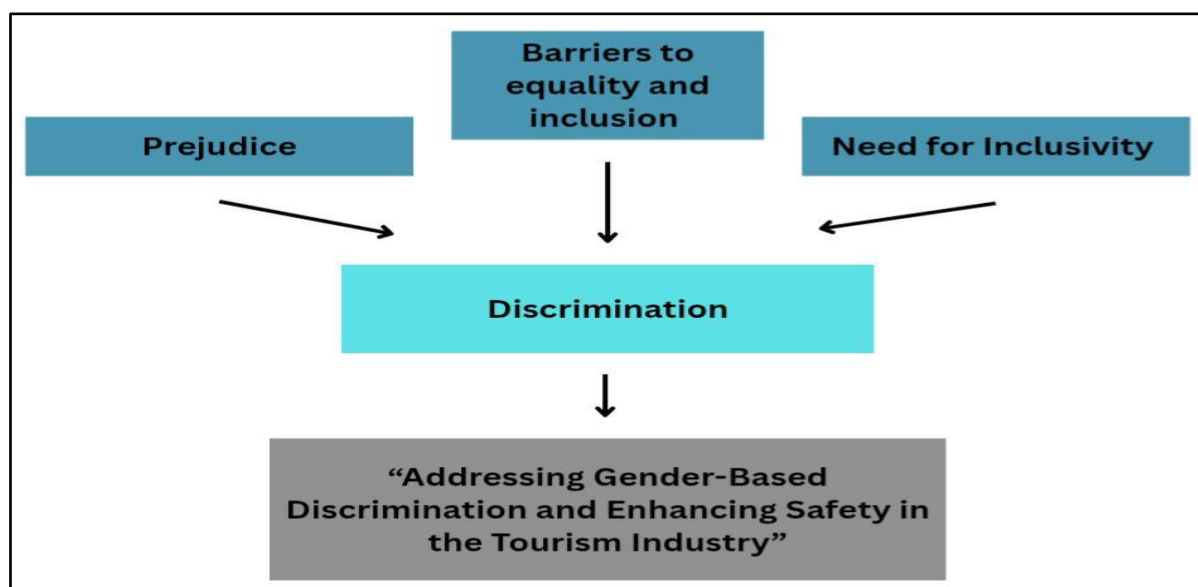 Barriers to
equality and
inclusion
Prejudice
Need for Inclusivity
Discrimination
“Addressing Gender-Based
Discrimination and Enhancing Safety in
the Tourism Industry”